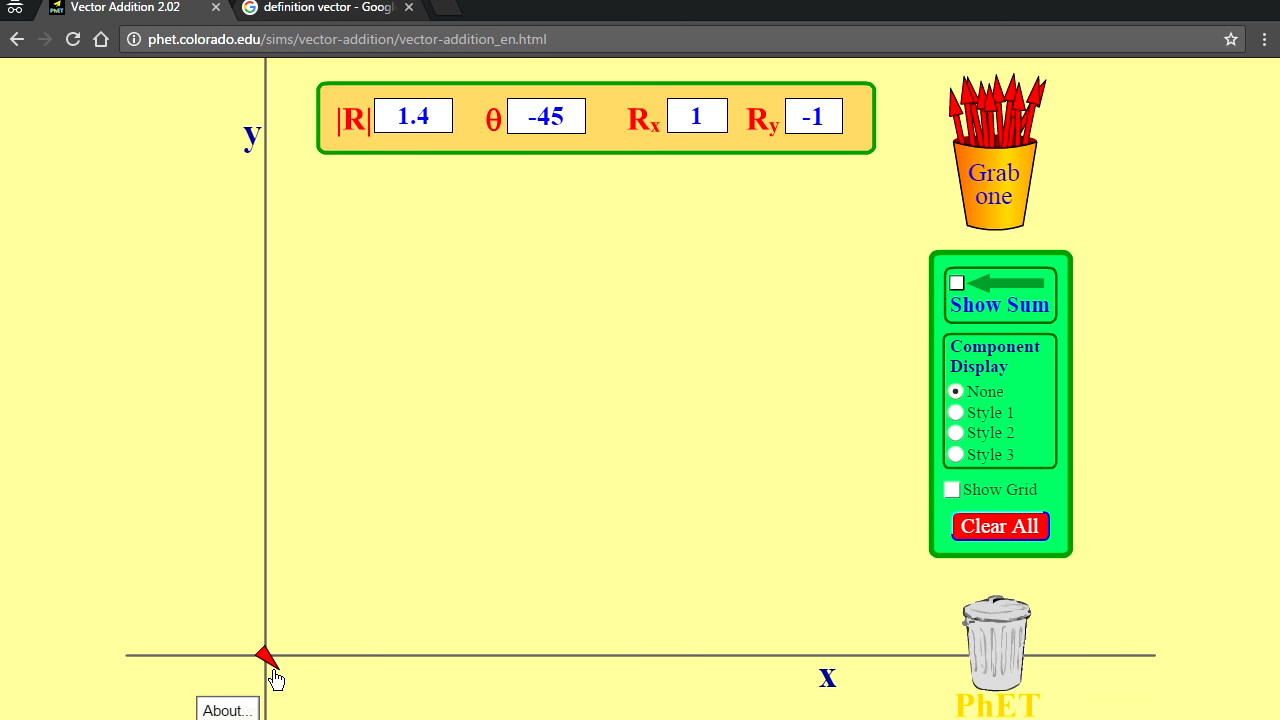 Vector Addition 2.02
definition vector - Googl
phet.colorado.edu/sims/vector-addition/vector-addition_en.html
y
|R| 1.4 θ -45 Rx 1 Ry -1
Grab
one
Show Sum
Component
Display
None
Style 1
Style 2
Style 3
Show Grid
Clear All
x
PhET
About...